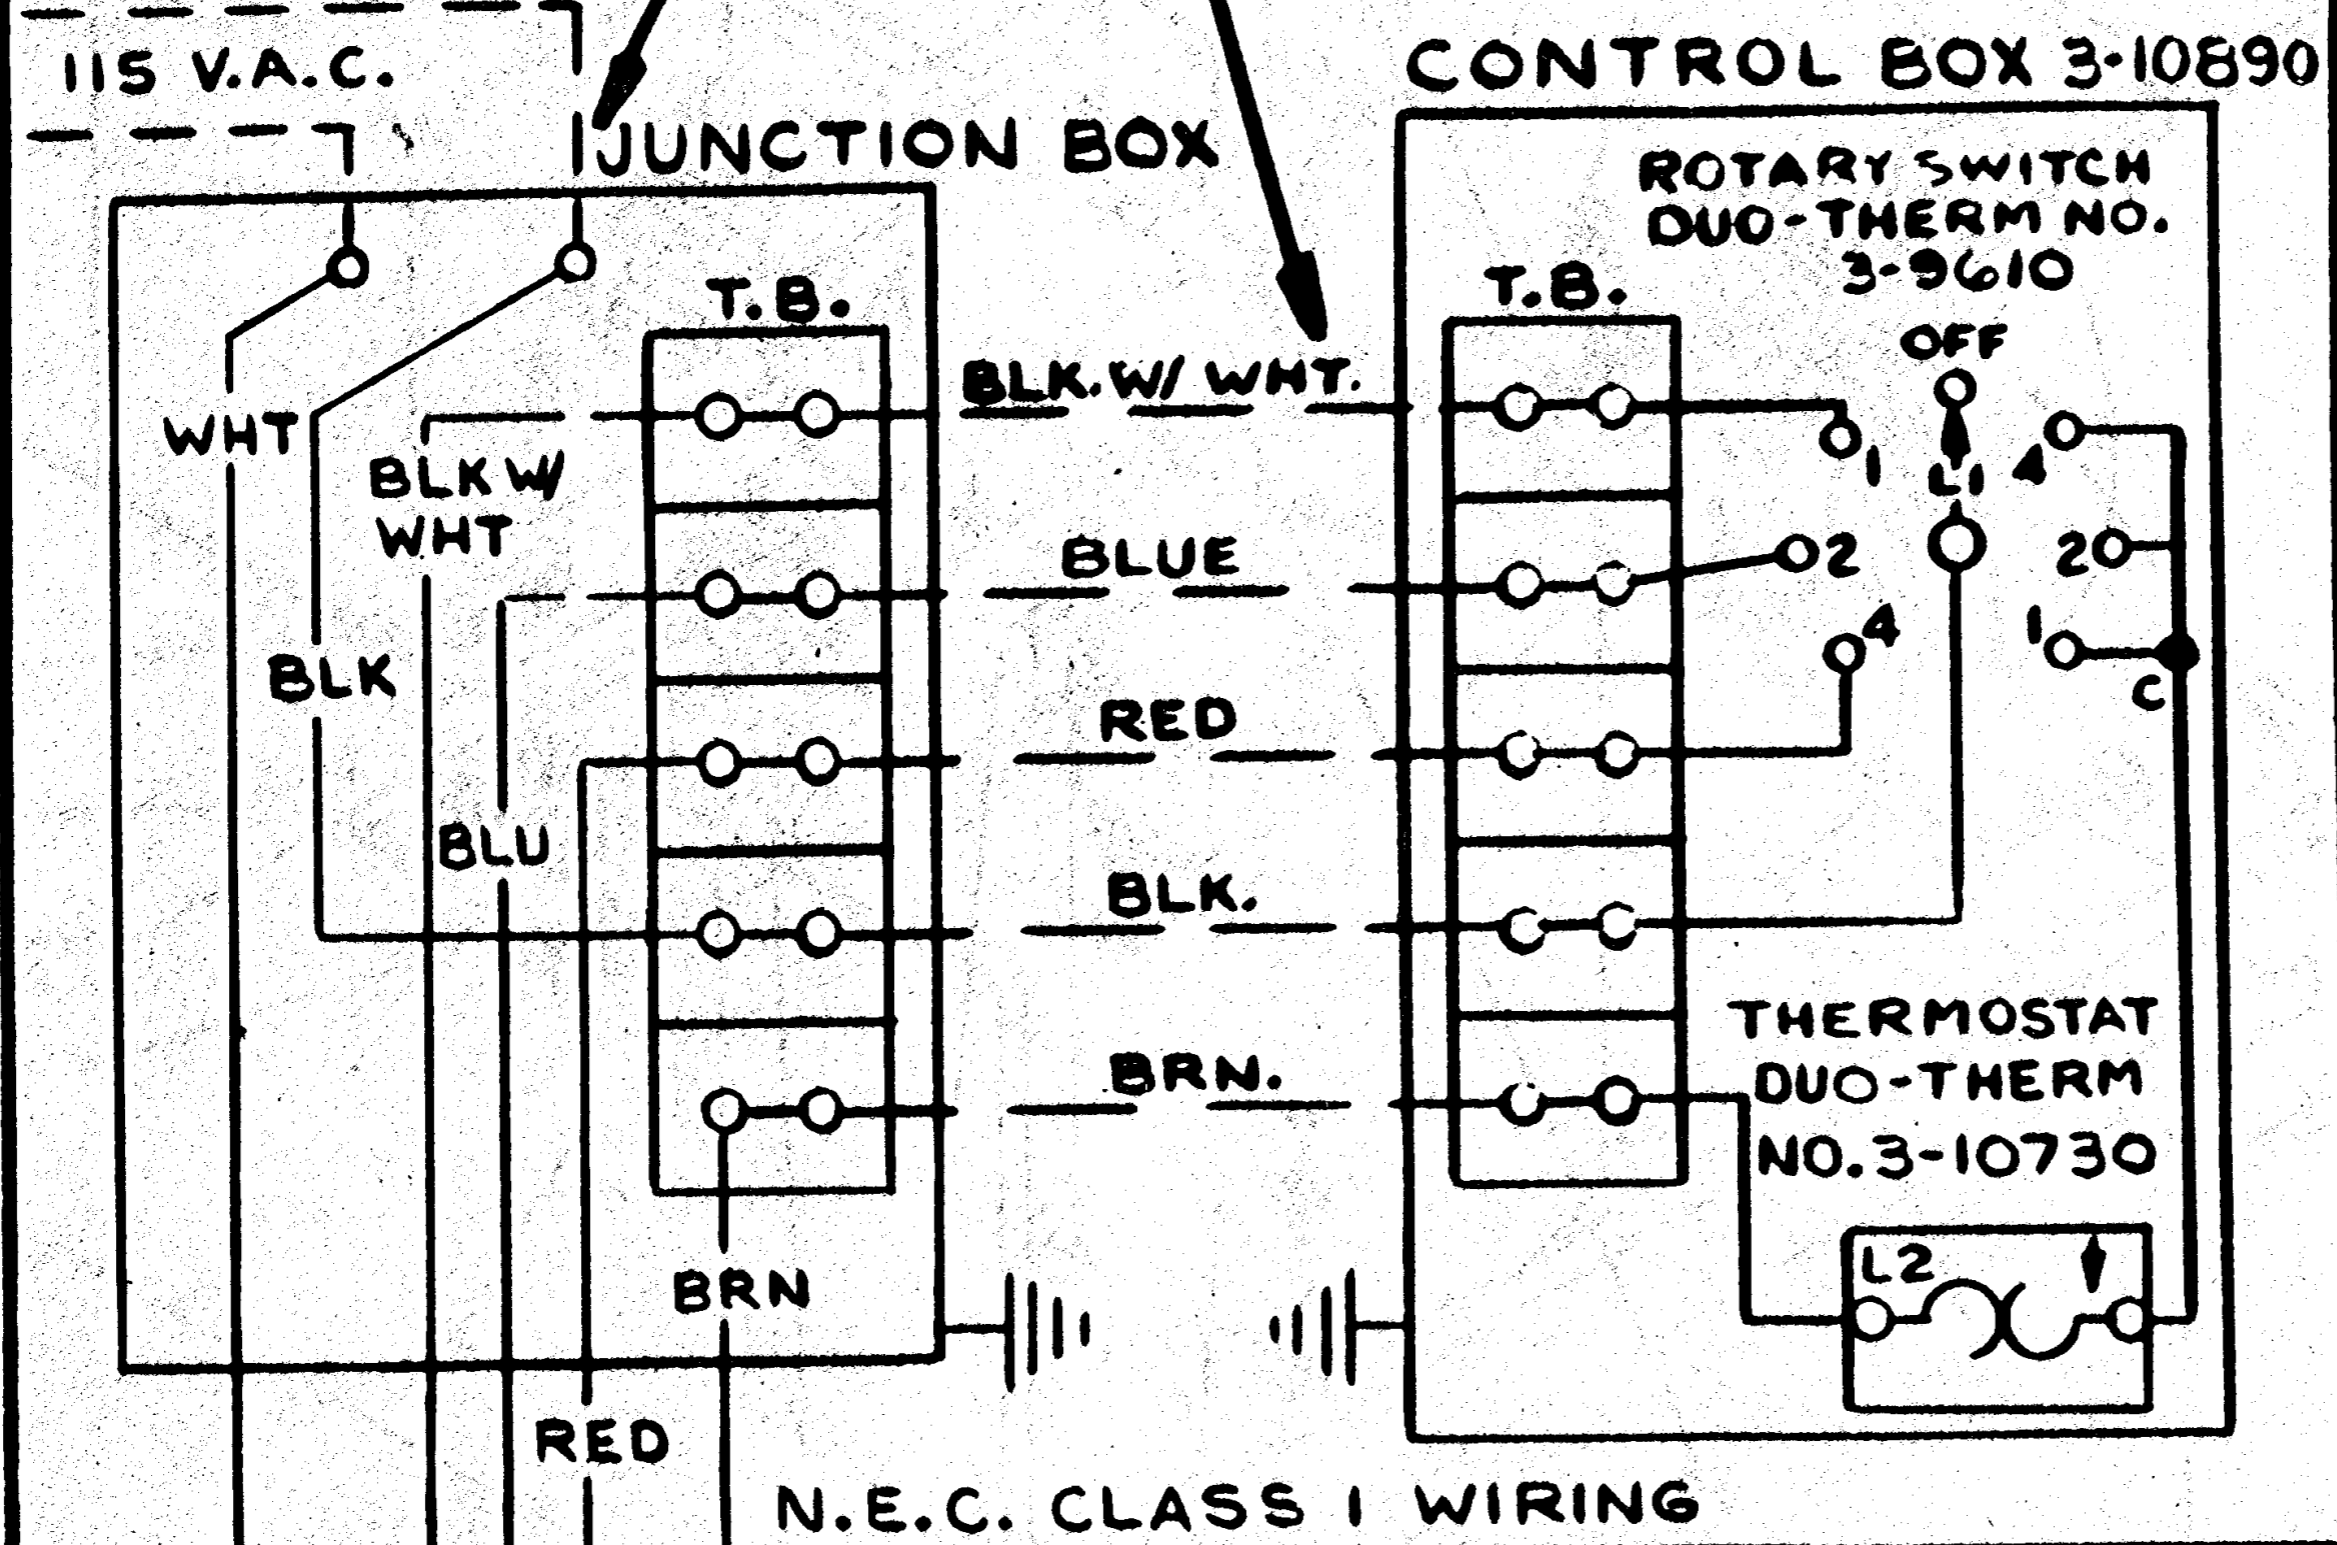 115 V.A.C.
JUNCTION BOX
CONTROL BOX 3-10890
ROTARY SWITCH
DUO-THERM NO.
3-9610
OFF
T.B.
T.B.
BLK. W/ WHT.
WHT
BLK W/
WHT
1
L1
4
BLUE
2
2
4
1
C
BLK
RED
BLU
BLK.
THERMOSTAT
DUO-THERM
NO. 3-10730
BRN.
L2
BRN
RED
N.E.C. CLASS 1 WIRING